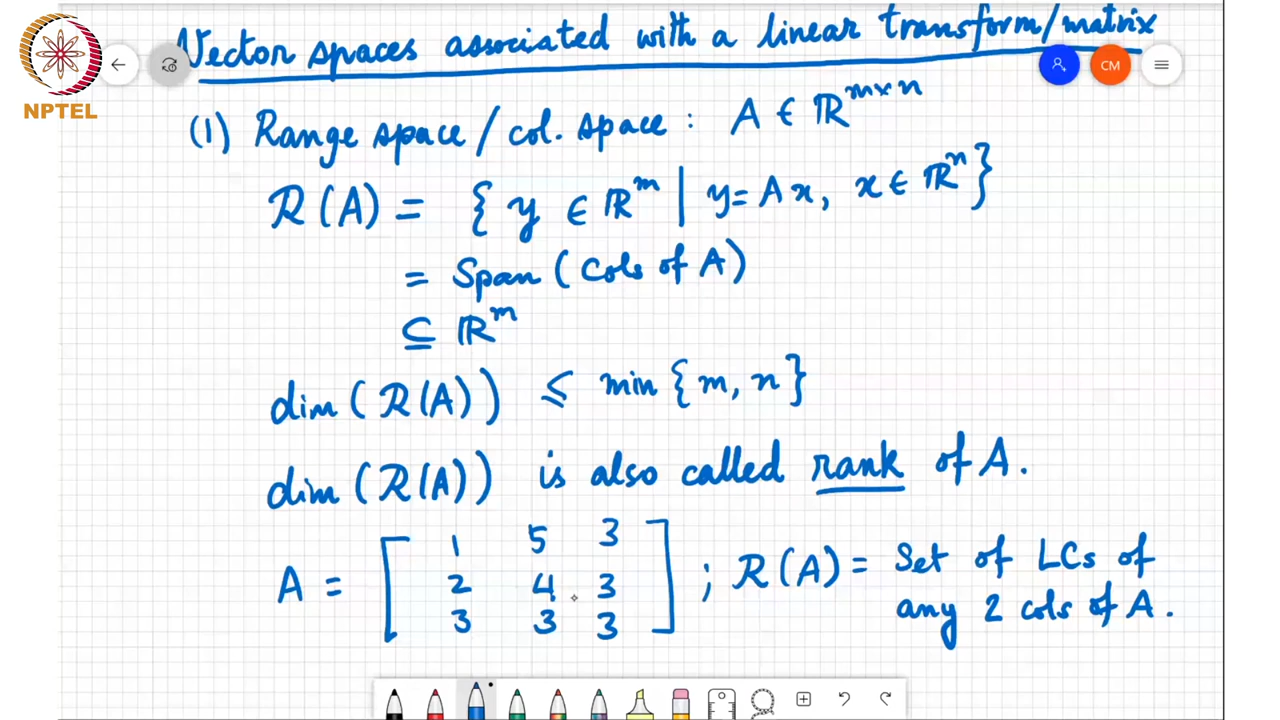 Vector spaces associated with a linear transform/matrix
NPTEL
CM
(1) Range space / col. space : A ∈ ℝ^{m×n}
R(A) = { y ∈ ℝ^m | y = Ax, x ∈ ℝ^n }
= Span (Cols of A)
⊆ ℝ^m
dim(R(A)) ≤ min {m, n}
dim(R(A)) is also called rank of A.
A = [ 1 5 3
2 4 3
3 3 3 ] ; R(A) = Set of LCs of
any 2 cols of A.